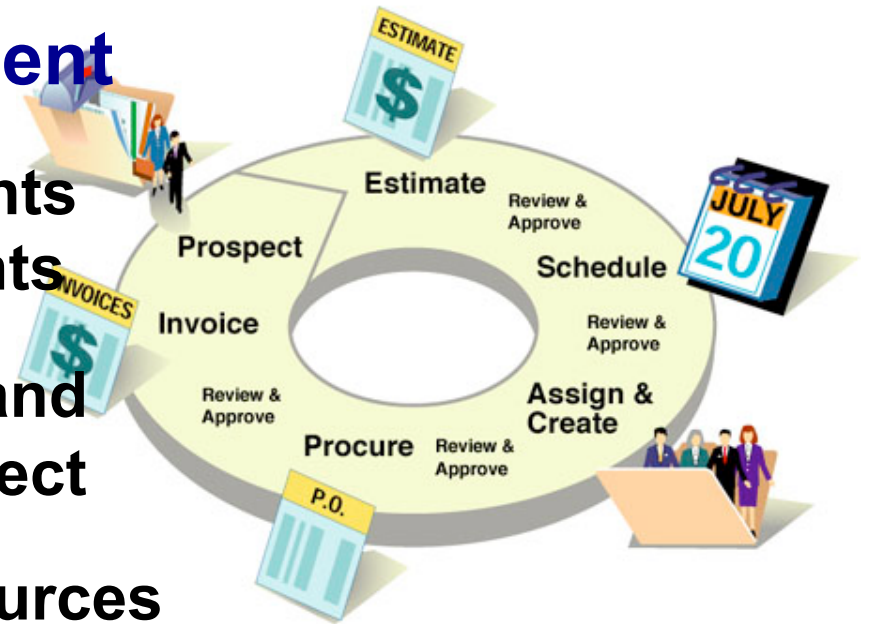 ent
nts
nts
and
ect
urces
ESTIMATE
$
Estimate
Review &
Approve
JULY
20
Schedule
Review &
Approve
Assign &
Create
Review &
Approve
Procure
P.O.
Review &
Approve
Invoice
NVOICES
$
Prospect